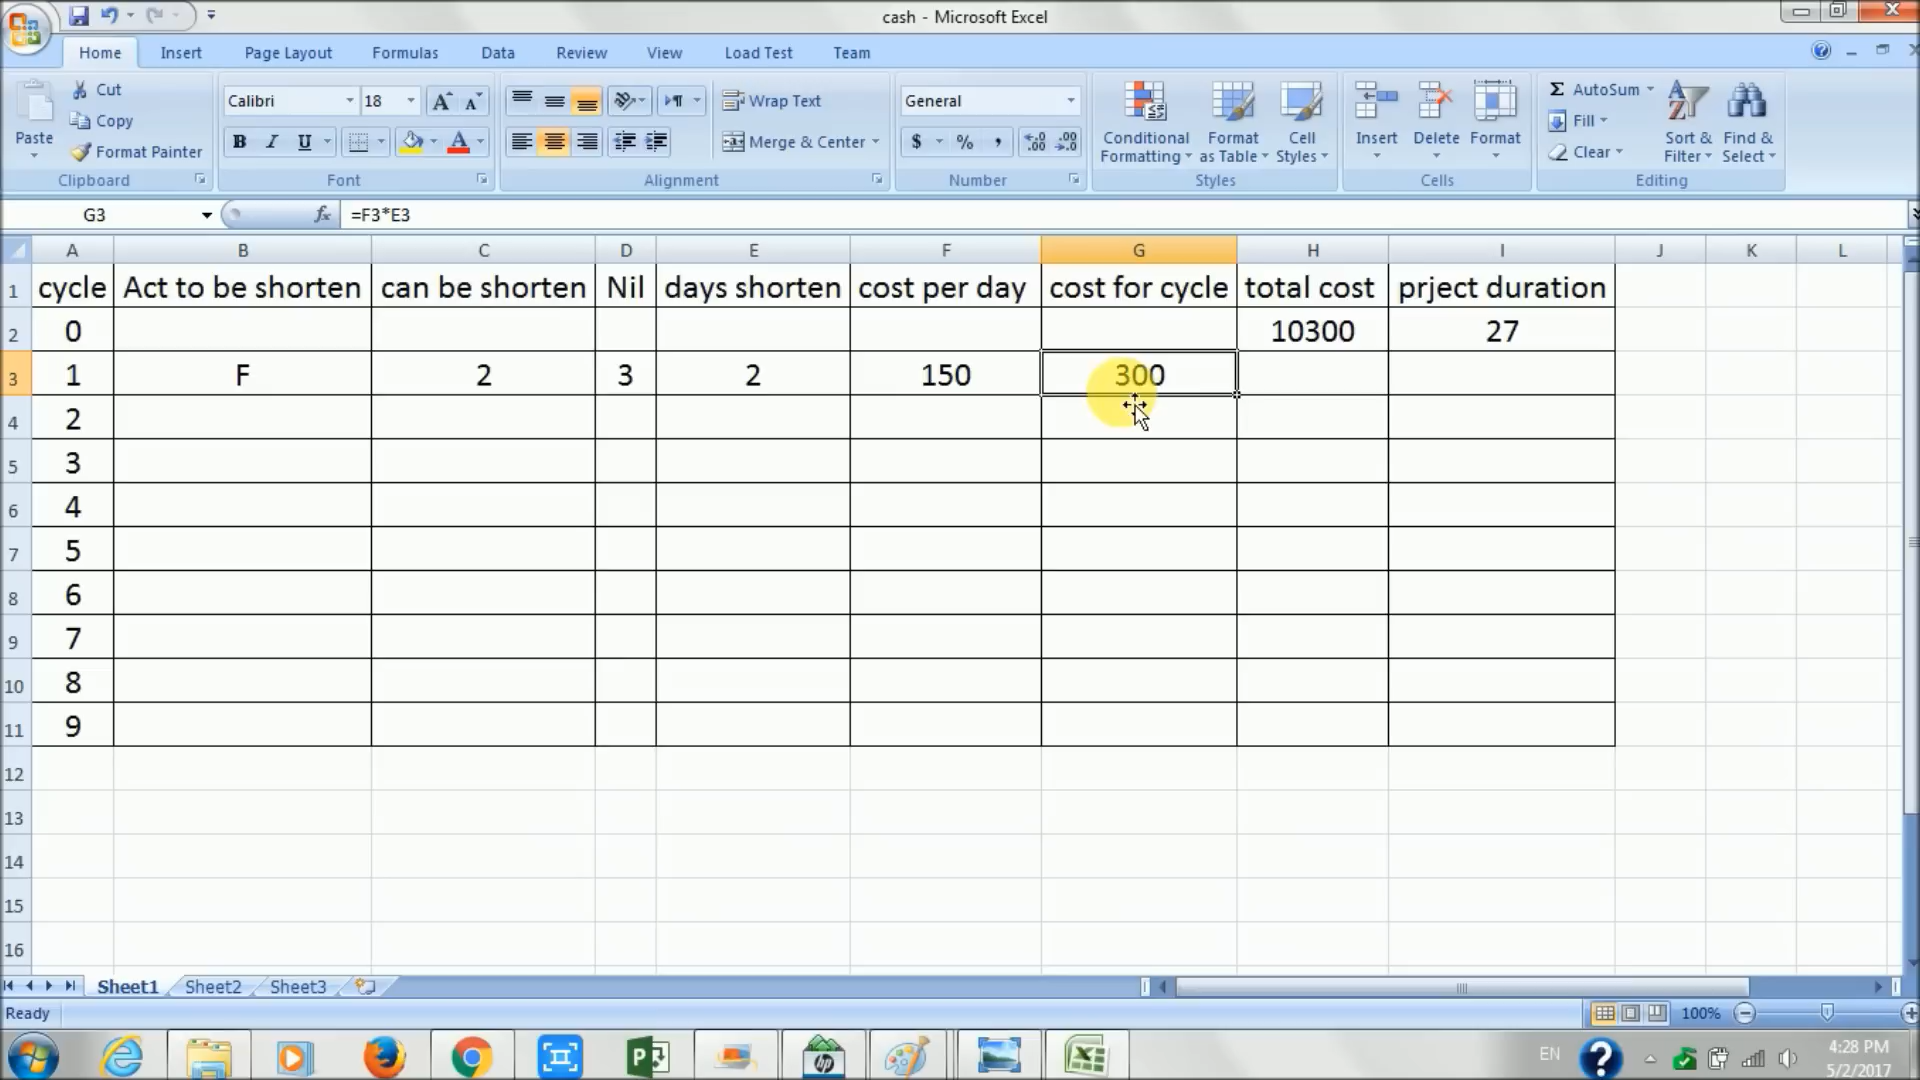 cash - Microsoft Excel
Home Insert Page Layout Formulas Data Review View Load Test Team
Paste
Cut
Copy
Format Painter
Clipboard
Calibri 18
B I U
Font
Wrap Text
Merge & Center
Alignment
General
$ % ,
Number
Conditional Formatting
Format as Table
Cell Styles
Styles
Insert
Delete
Format
Cells
AutoSum
Fill
Clear
Sort & Filter
Find & Select
Editing
G3 fx =F3*E3
A B C D E F G H I J K L
1 cycle Act to be shorten can be shorten Nil days shorten cost per day cost for cycle total cost prject duration
2 0 10300 27
3 1 F 2 3 2 150 300
4 2
5 3
6 4
7 5
8 6
9 7
10 8
11 9
12
13
14
15
16
Sheet1 Sheet2 Sheet3
Ready 100%
EN
4:28 PM
5/2/2017